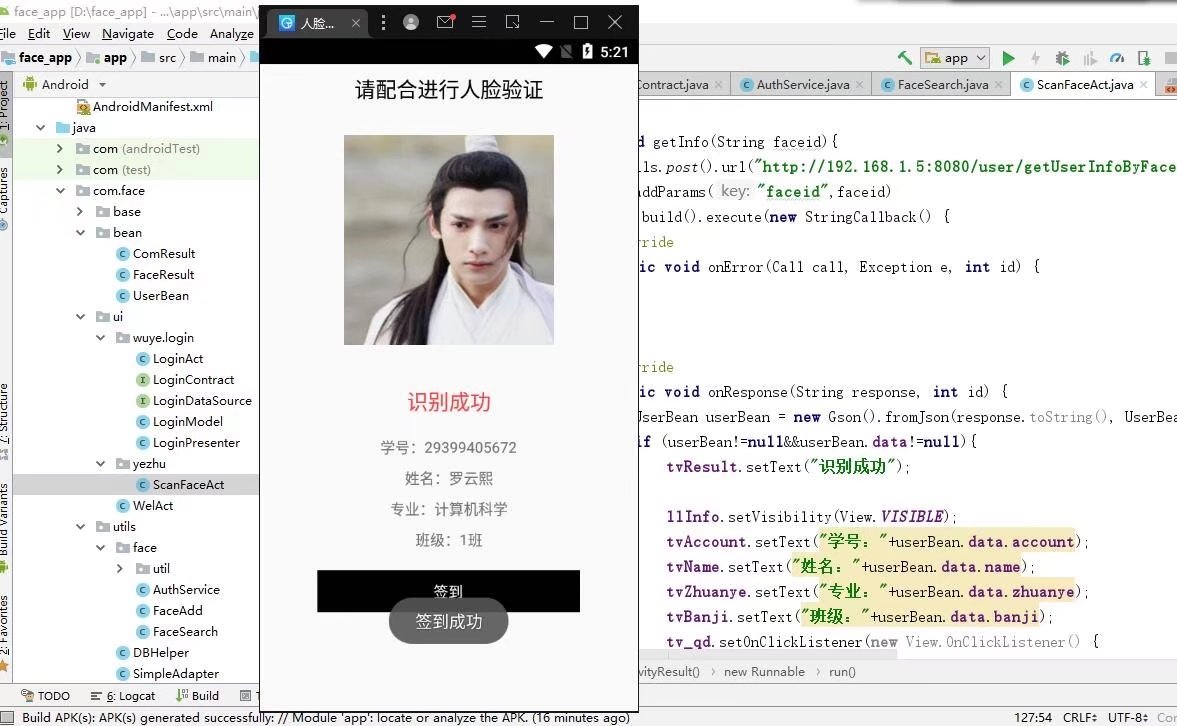 face_app [D:\face_app] - ...\app\src\main\
File Edit View Navigate Code Analyze
face_app app src main
Android
1: Project
AndroidManifest.xml
java
com (androidTest)
com (test)
com.face
base
bean
ComResult
FaceResult
UserBean
ui
wuye.login
LoginAct
LoginContract
LoginDataSource
LoginModel
LoginPresenter
yezhu
ScanFaceAct
WelAct
utils
face
util
AuthService
FaceAdd
FaceSearch
DBHelper
SimpleAdapter
Captures
7: Structure
Build Variants
2: Favorites
人脸...
5:21
请配合进行人脸验证
识别成功
学号：29399405672
姓名：罗云熙
专业：计算机科学
班级：1班
签到
签到成功
app
Contract.java AuthService.java FaceSearch.java ScanFaceAct.java
d getInfo(String faceid){
ls.post().url("http://192.168.1.5:8080/user/getUserInfoByFace
addParams( key: "faceid",faceid)
build().execute(new StringCallback() {
rride
ic void onError(Call call, Exception e, int id) {
rride
ic void onResponse(String response, int id) {
UserBean userBean = new Gson().fromJson(response.toString(), UserBea
if (userBean!=null&&userBean.data!=null){
tvResult.setText("识别成功");
llInfo.setVisibility(View.VISIBLE);
tvAccount.setText("学号："+userBean.data.account);
tvName.setText("姓名："+userBean.data.name);
tvZhuanye.setText("专业："+userBean.data.zhuanye);
tvBanji.setText("班级："+userBean.data.banji);
tv_qd.setOnClickListener(new View.OnClickListener() {
vityResult() new Runnable run()
TODO 6: Logcat Build
Build APK(s): APK(s) generated successfully: // Module 'app': locate or analyze the APK. (16 minutes ago)
127:54 CRLF UTF-8 Con